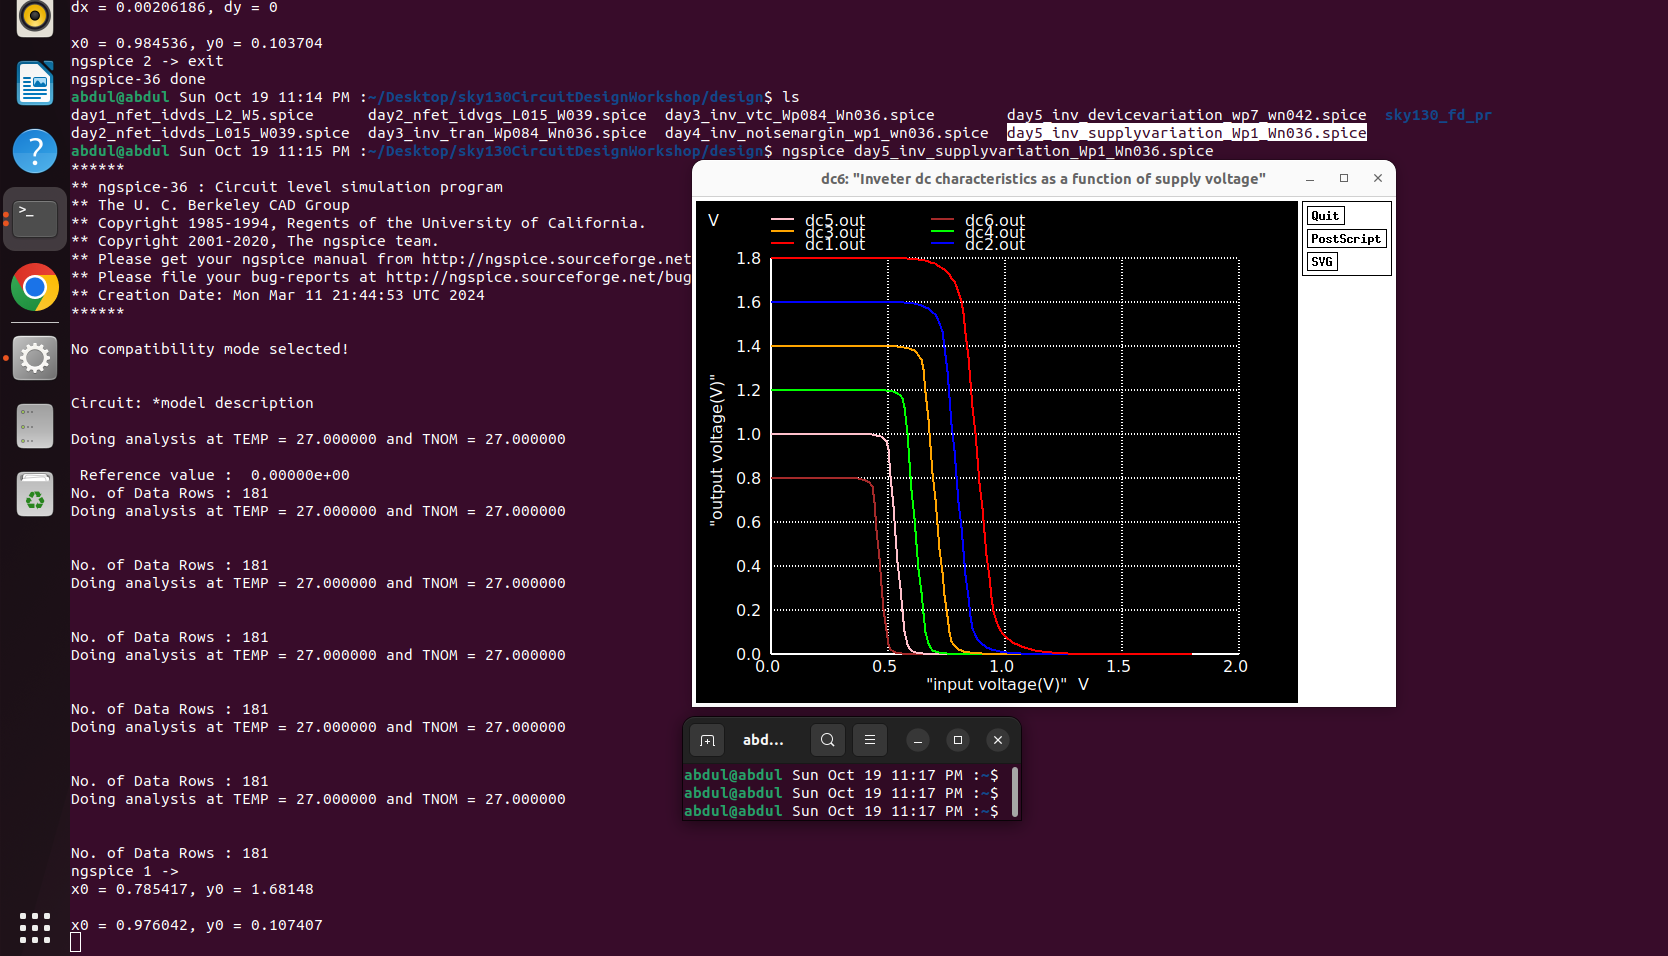 dx = 0.00206186, dy = 0
x0 = 0.984536, y0 = 0.103704
ngspice 2 -> exit
ngspice-36 done
abdul@abdul Sun Oct 19 11:14 PM :~/Desktop/sky130CircuitDesignWorkshop/design$ ls
day1_nfet_idvds_L2_W5.spice day2_nfet_idvgs_L015_W039.spice day3_inv_vtc_Wp084_Wn036.spice day5_inv_devicevariation_wp7_wn042.spice sky130_fd_pr
day2_nfet_idvds_L015_W039.spice day3_inv_tran_Wp084_Wn036.spice day4_inv_noisemargin_wp1_wn036.spice day5_inv_supplyvariation_Wp1_Wn036.spice
abdul@abdul Sun Oct 19 11:15 PM :~/Desktop/sky130CircuitDesignWorkshop/design$ ngspice day5_inv_supplyvariation_Wp1_Wn036.spice
******
** ngspice-36 : Circuit level simulation program
** The U. C. Berkeley CAD Group
** Copyright 1985-1994, Regents of the University of California.
** Copyright 2001-2020, The ngspice team.
** Please get your ngspice manual from http://ngspice.sourceforge.net
** Please file your bug-reports at http://ngspice.sourceforge.net/bug
** Creation Date: Mon Mar 11 21:44:53 UTC 2024
******
No compatibility mode selected!
Circuit: *model description
Doing analysis at TEMP = 27.000000 and TNOM = 27.000000
Reference value : 0.00000e+00
No. of Data Rows : 181
Doing analysis at TEMP = 27.000000 and TNOM = 27.000000
No. of Data Rows : 181
Doing analysis at TEMP = 27.000000 and TNOM = 27.000000
No. of Data Rows : 181
Doing analysis at TEMP = 27.000000 and TNOM = 27.000000
No. of Data Rows : 181
Doing analysis at TEMP = 27.000000 and TNOM = 27.000000
No. of Data Rows : 181
Doing analysis at TEMP = 27.000000 and TNOM = 27.000000
No. of Data Rows : 181
ngspice 1 ->
x0 = 0.785417, y0 = 1.68148
x0 = 0.976042, y0 = 0.107407
dc6: "Inveter dc characteristics as a function of supply voltage"
Quit
PostScript
SVG
V
dc5.out dc6.out
dc3.out dc4.out
dc1.out dc2.out
1.8
1.6
1.4
1.2
1.0
0.8
0.6
0.4
0.2
0.0
"output voltage(V)"
0.0 0.5 1.0 1.5 2.0
"input voltage(V)" V
abd...
abdul@abdul Sun Oct 19 11:17 PM :~$
abdul@abdul Sun Oct 19 11:17 PM :~$
abdul@abdul Sun Oct 19 11:17 PM :~$